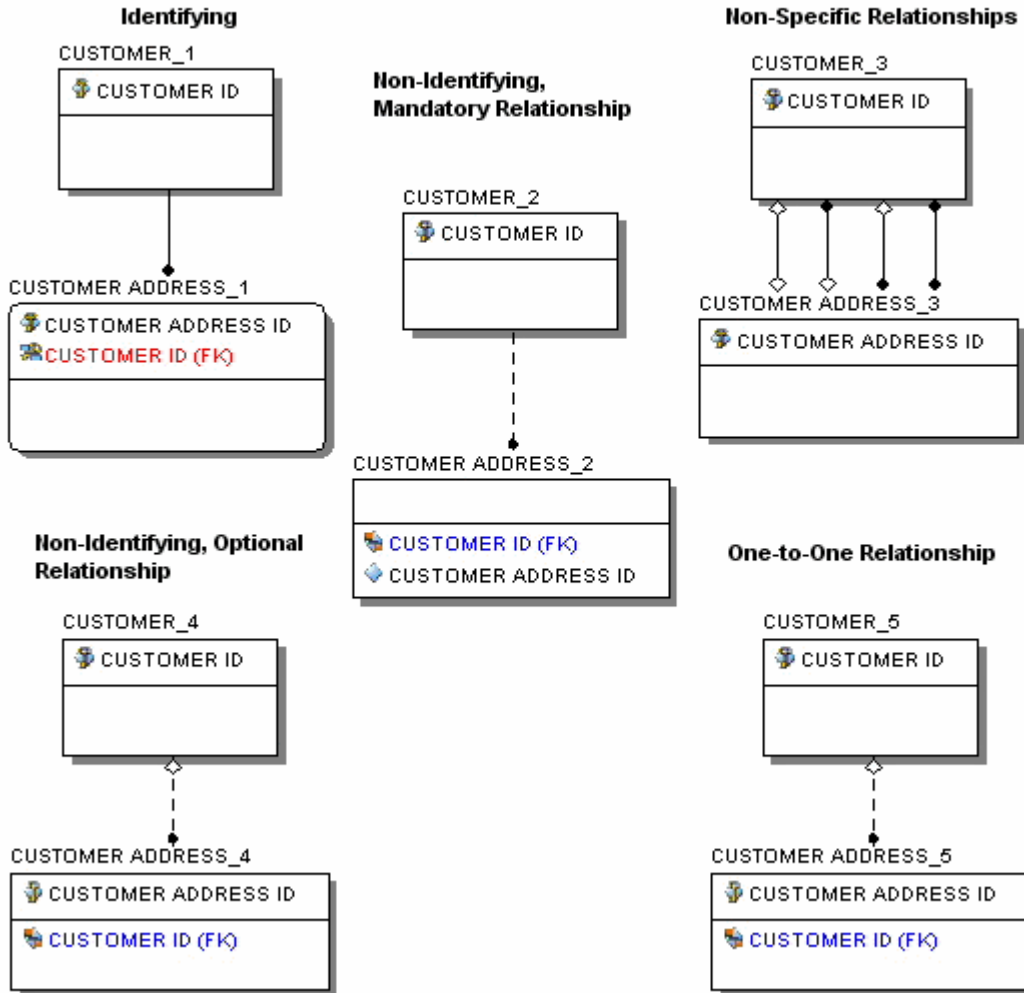 Identifying
CUSTOMER_1
CUSTOMER ID
CUSTOMER ADDRESS_1
CUSTOMER ADDRESS ID
CUSTOMER ID (FK)
Non-Identifying,
Mandatory Relationship
CUSTOMER_2
CUSTOMER ID
CUSTOMER ADDRESS_2
CUSTOMER ID (FK)
CUSTOMER ADDRESS ID
Non-Specific Relationships
CUSTOMER_3
CUSTOMER ID
CUSTOMER ADDRESS_3
CUSTOMER ADDRESS ID
Non-Identifying, Optional
Relationship
CUSTOMER_4
CUSTOMER ID
CUSTOMER ADDRESS_4
CUSTOMER ADDRESS ID
CUSTOMER ID (FK)
One-to-One Relationship
CUSTOMER_5
CUSTOMER ID
CUSTOMER ADDRESS_5
CUSTOMER ADDRESS ID
CUSTOMER ID (FK)